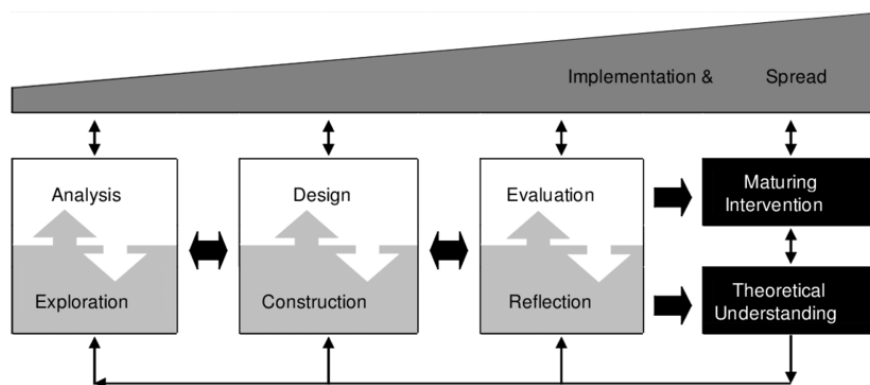 Implementation & Spread
Analysis
Exploration
Design
Construction
Evaluation
Reflection
Maturing
Intervention
Theoretical
Understanding